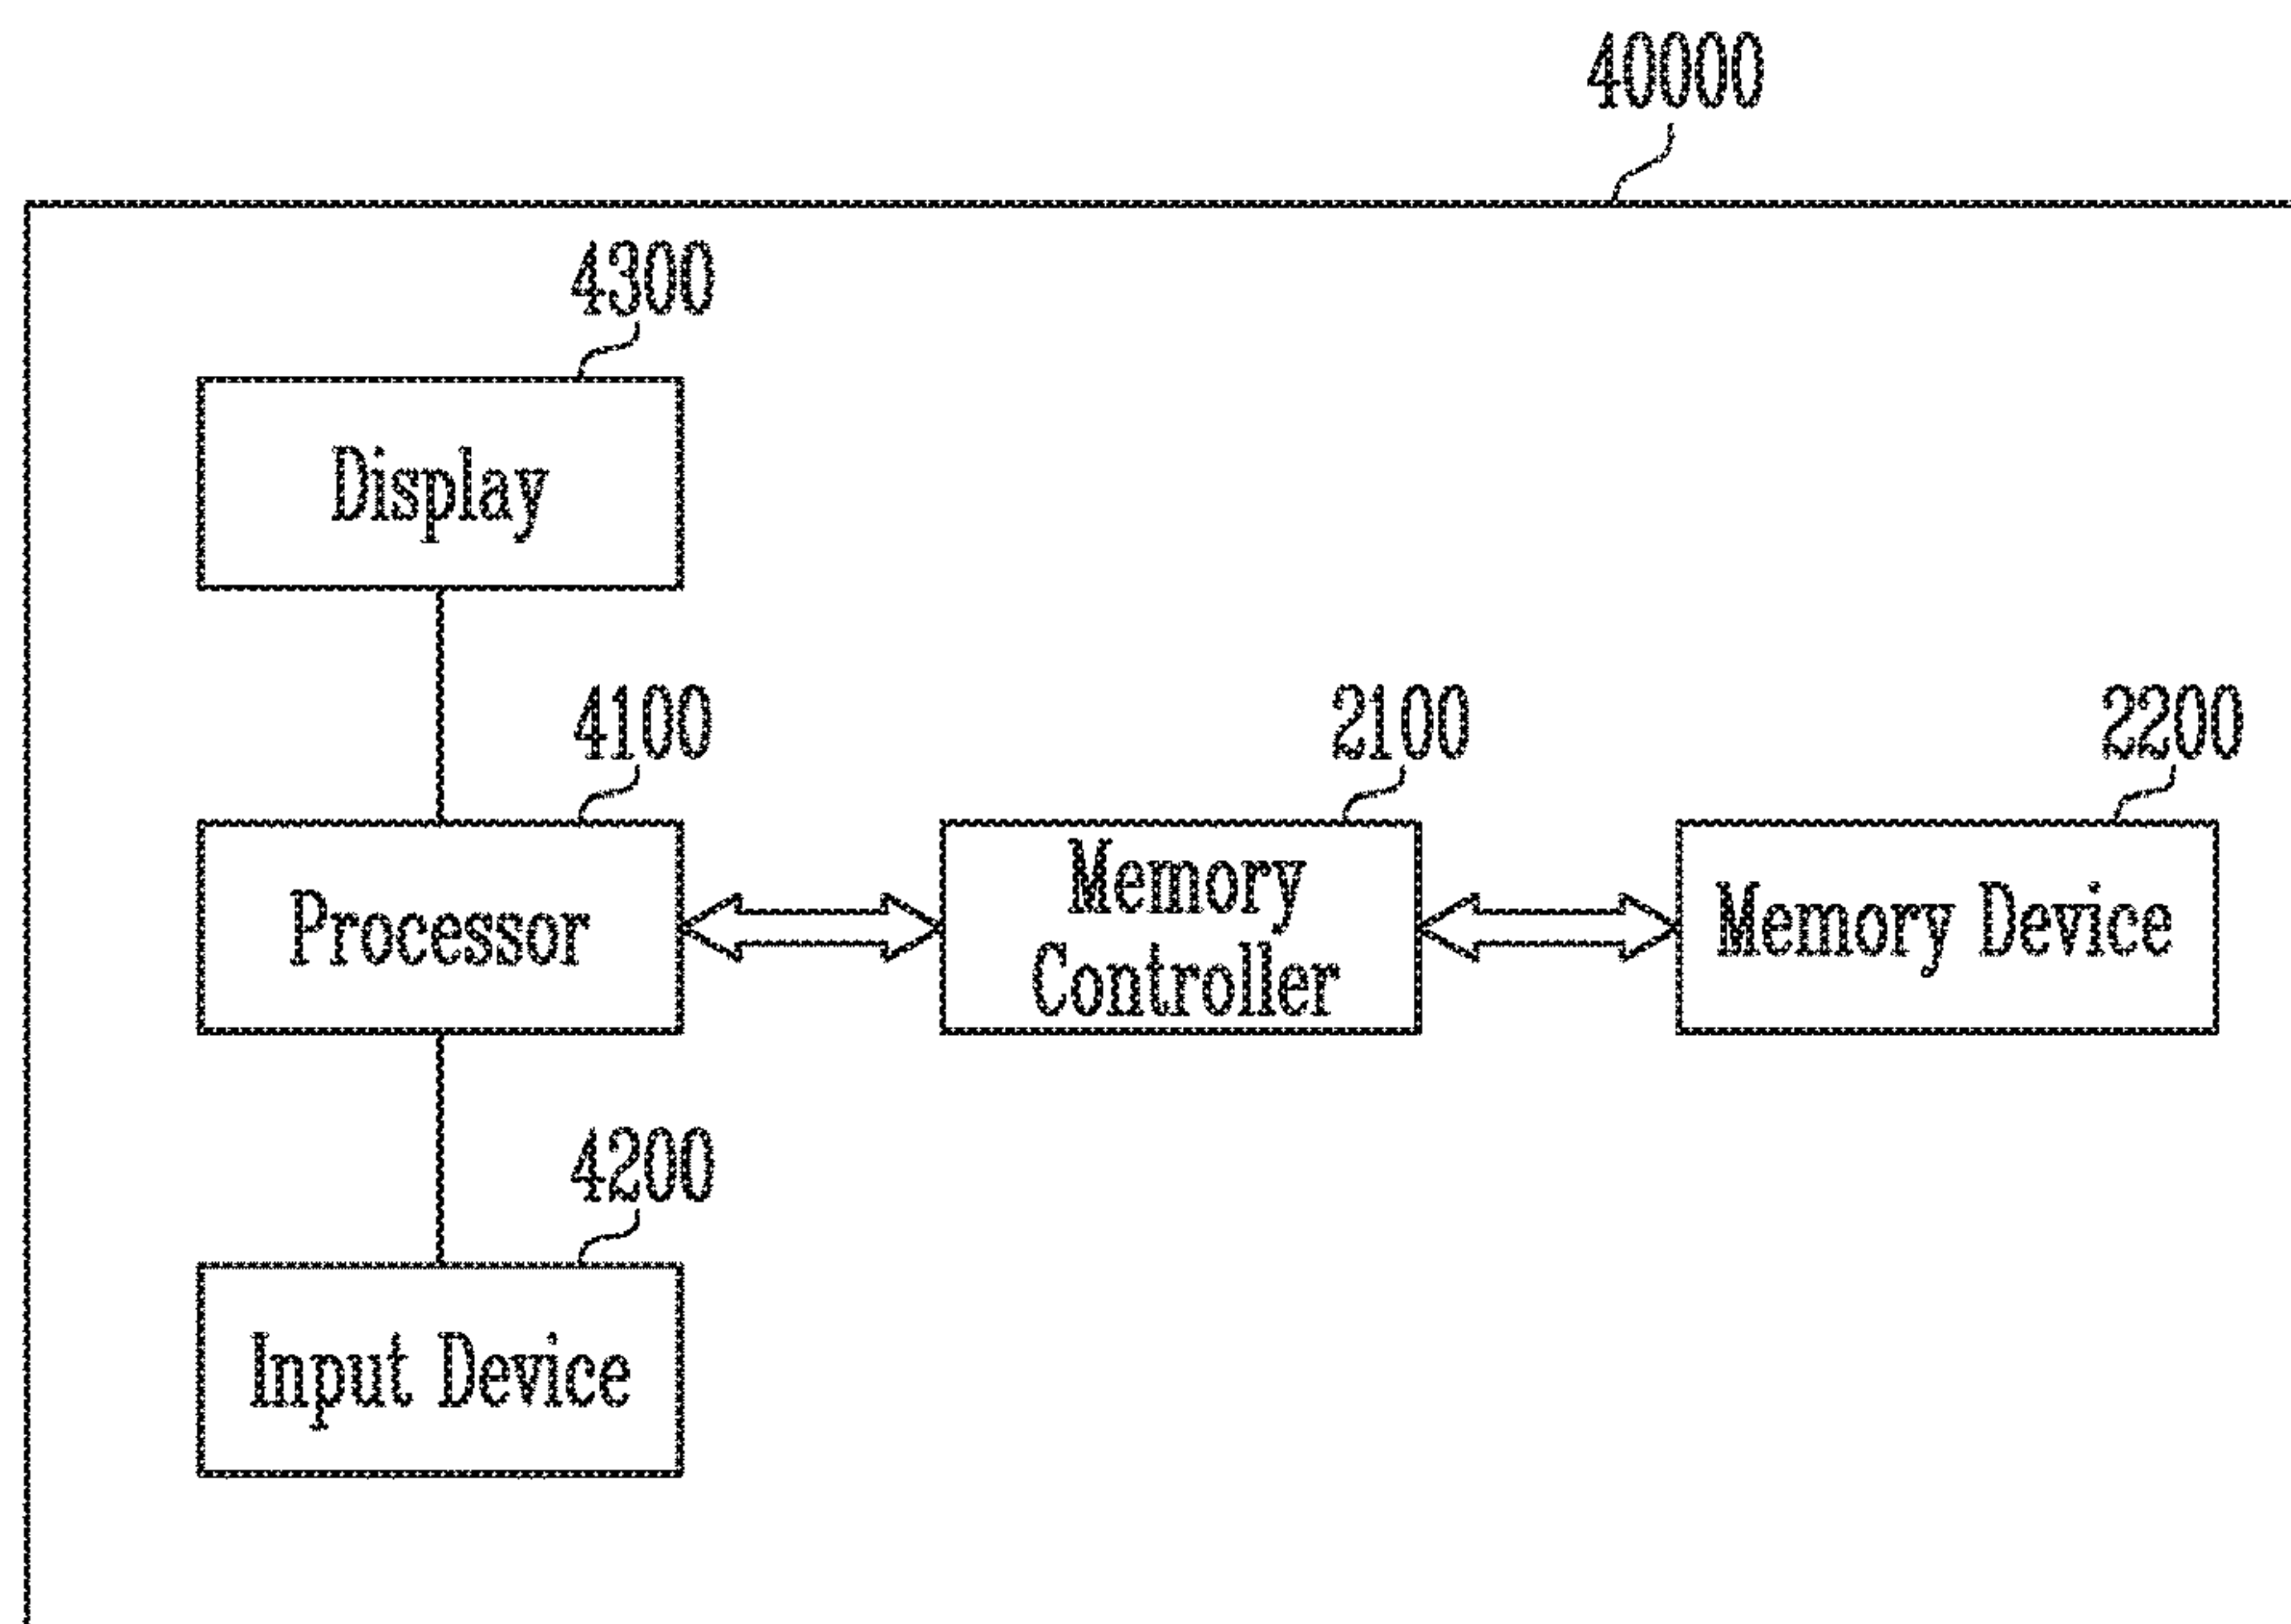 40000
4300
Display
4100
2100
2200
Processor
Memory
Controller
Memory Device
4200
Input Device